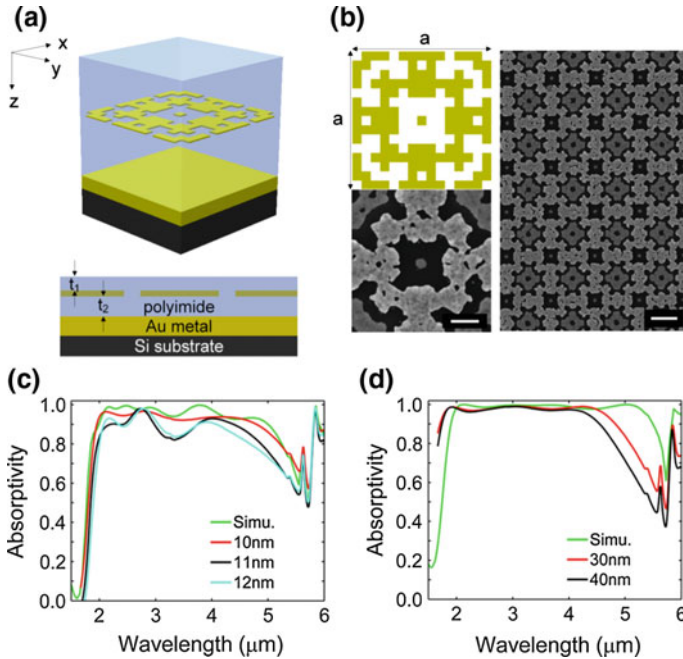 (a)
x
y
z
t1
t2
polyimide
Au metal
Si substrate
(b)
a
a
(c)
1.0
0.8
0.6
0.4
0.2
0.0
Absorptivity
Simu.
10nm
11nm
12nm
2 3 4 5 6
Wavelength (μm)
(d)
1.0
0.8
0.6
0.4
0.2
0.0
Absorptivity
Simu.
30nm
40nm
2 3 4 5 6
Wavelength (μm)